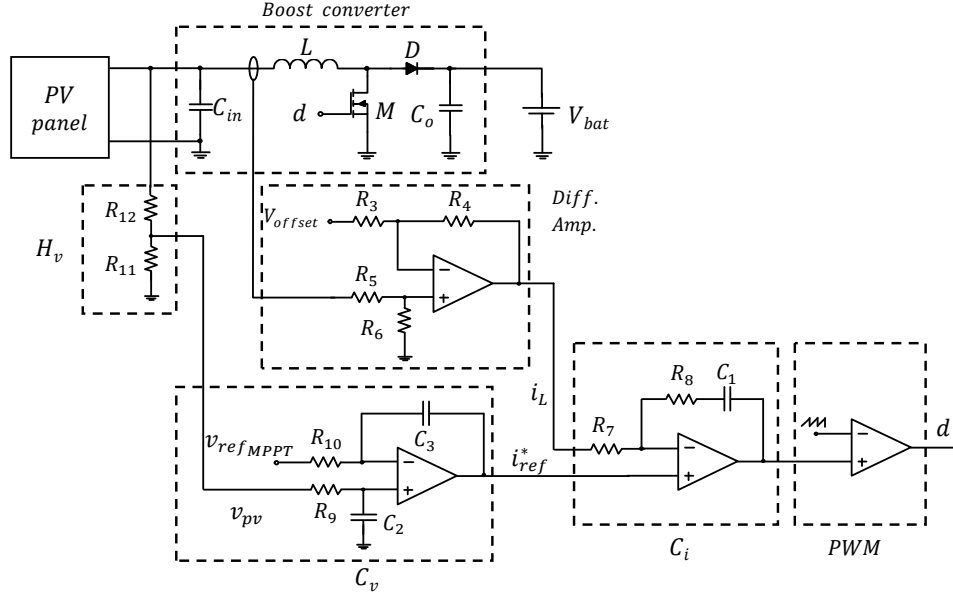 Boost converter
L
D
PV
panel
C_in
d
M
C_o
V_bat
R_12
H_v
R_11
V_offset
R_3
R_4
Diff.
Amp.
R_5
R_6
−
+
i_L
R_7
R_8
C_1
−
+
C_i
−
+
d
PWM
v_refMPPT
R_10
C_3
−
+
i*_ref
v_pv
R_9
C_2
C_v